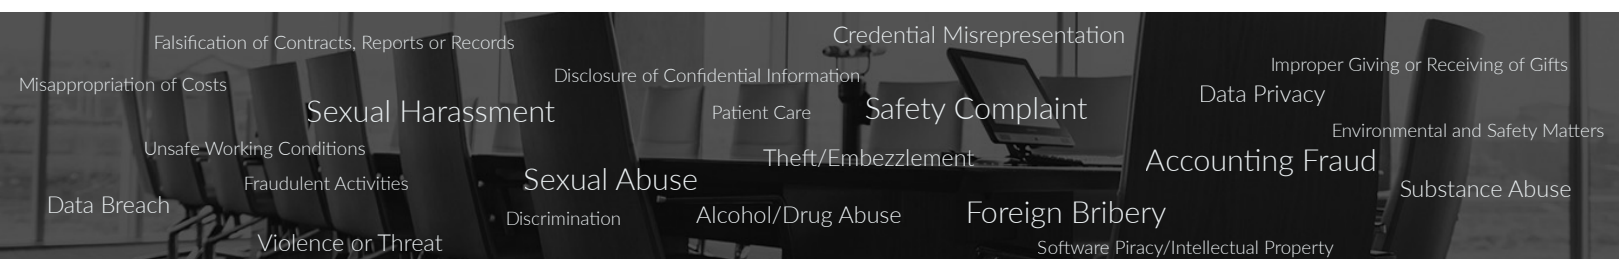 Credential Misrepresentation
Falsification of Contracts, Reports or Records
Improper Giving or Receiving of Gifts
Disclosure of Confidential Information
Misappropriation of Costs
Data Privacy
Sexual Harassment
Patient Care
Safety Complaint
Environmental and Safety Matters
Unsafe Working Conditions
Theft/Embezzlement
Accounting Fraud
Fraudulent Activities
Sexual Abuse
Substance Abuse
Data Breach
Discrimination
Alcohol/Drug Abuse
Foreign Bribery
Violence or Threat
Software Piracy/Intellectual Property